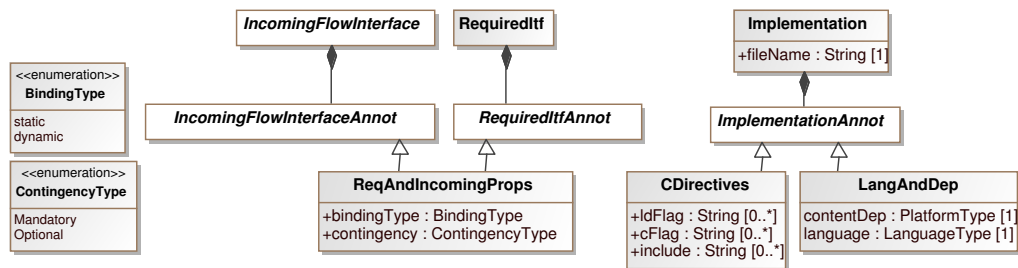 IncomingFlowInterface
RequiredItf
Implementation
+fileName : String [1]
<<enumeration>>
BindingType
static
dynamic
IncomingFlowInterfaceAnnot
RequiredItfAnnot
ImplementationAnnot
<<enumeration>>
ContingencyType
Mandatory
Optional
ReqAndIncomingProps
+bindingType : BindingType
+contingency : ContingencyType
CDirectives
+ldFlag : String [0..*]
+cFlag : String [0..*]
+include : String [0..*]
LangAndDep
contentDep : PlatformType [1]
language : LanguageType [1]